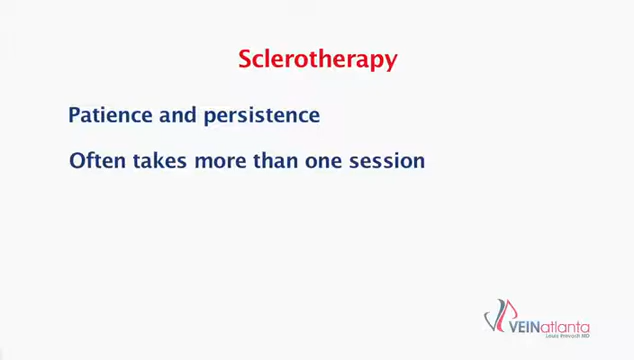 Sclerotherapy
Patience and persistence
Often takes more than one session
VEINatlanta
Louis Prevosti MD